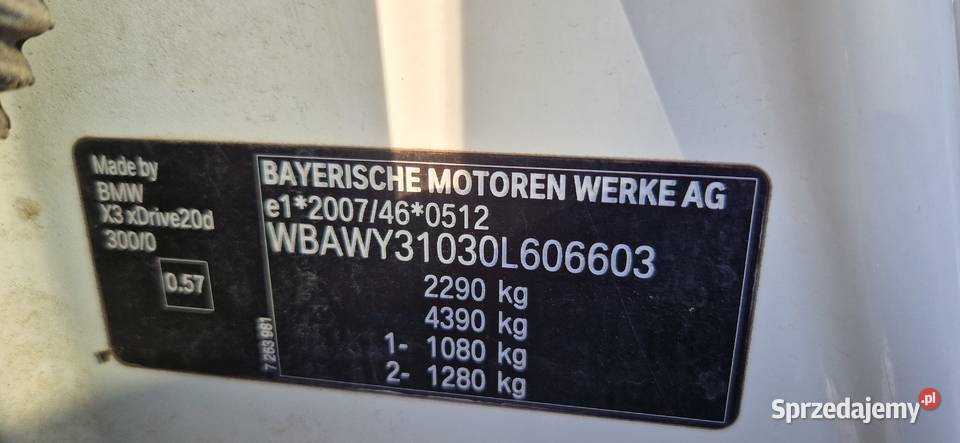 Made by
BMW
X3 xDrive20d
300/0
0.57
7 263 981
BAYERISCHE MOTOREN WERKE AG
e1*2007/46*0512
WBAWY31030L606603
2290 kg
4390 kg
1- 1080 kg
2- 1280 kg
Sprzedajemy.pl